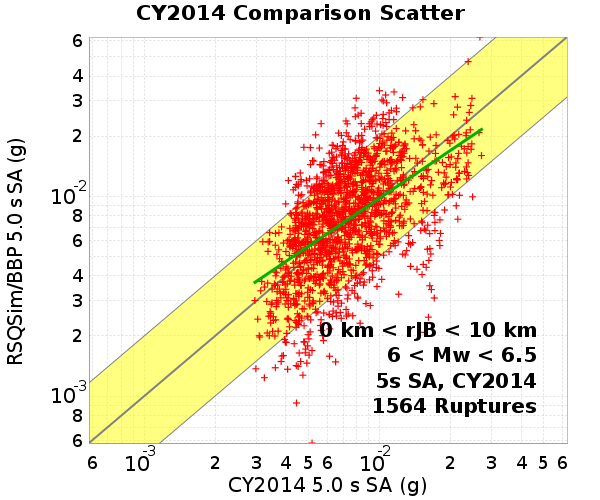 CY2014 Comparison Scatter
RSQSim/BBP 5.0 s SA (g)
6
4
3
2
10-2
8
6
4
3
2
10-3
8
6
0 km < rJB < 10 km
6 < Mw < 6.5
5s SA, CY2014
1564 Ruptures
6 10-3 2 3 4 5 6 10-2 2 3 4 5 6
CY2014 5.0 s SA (g)